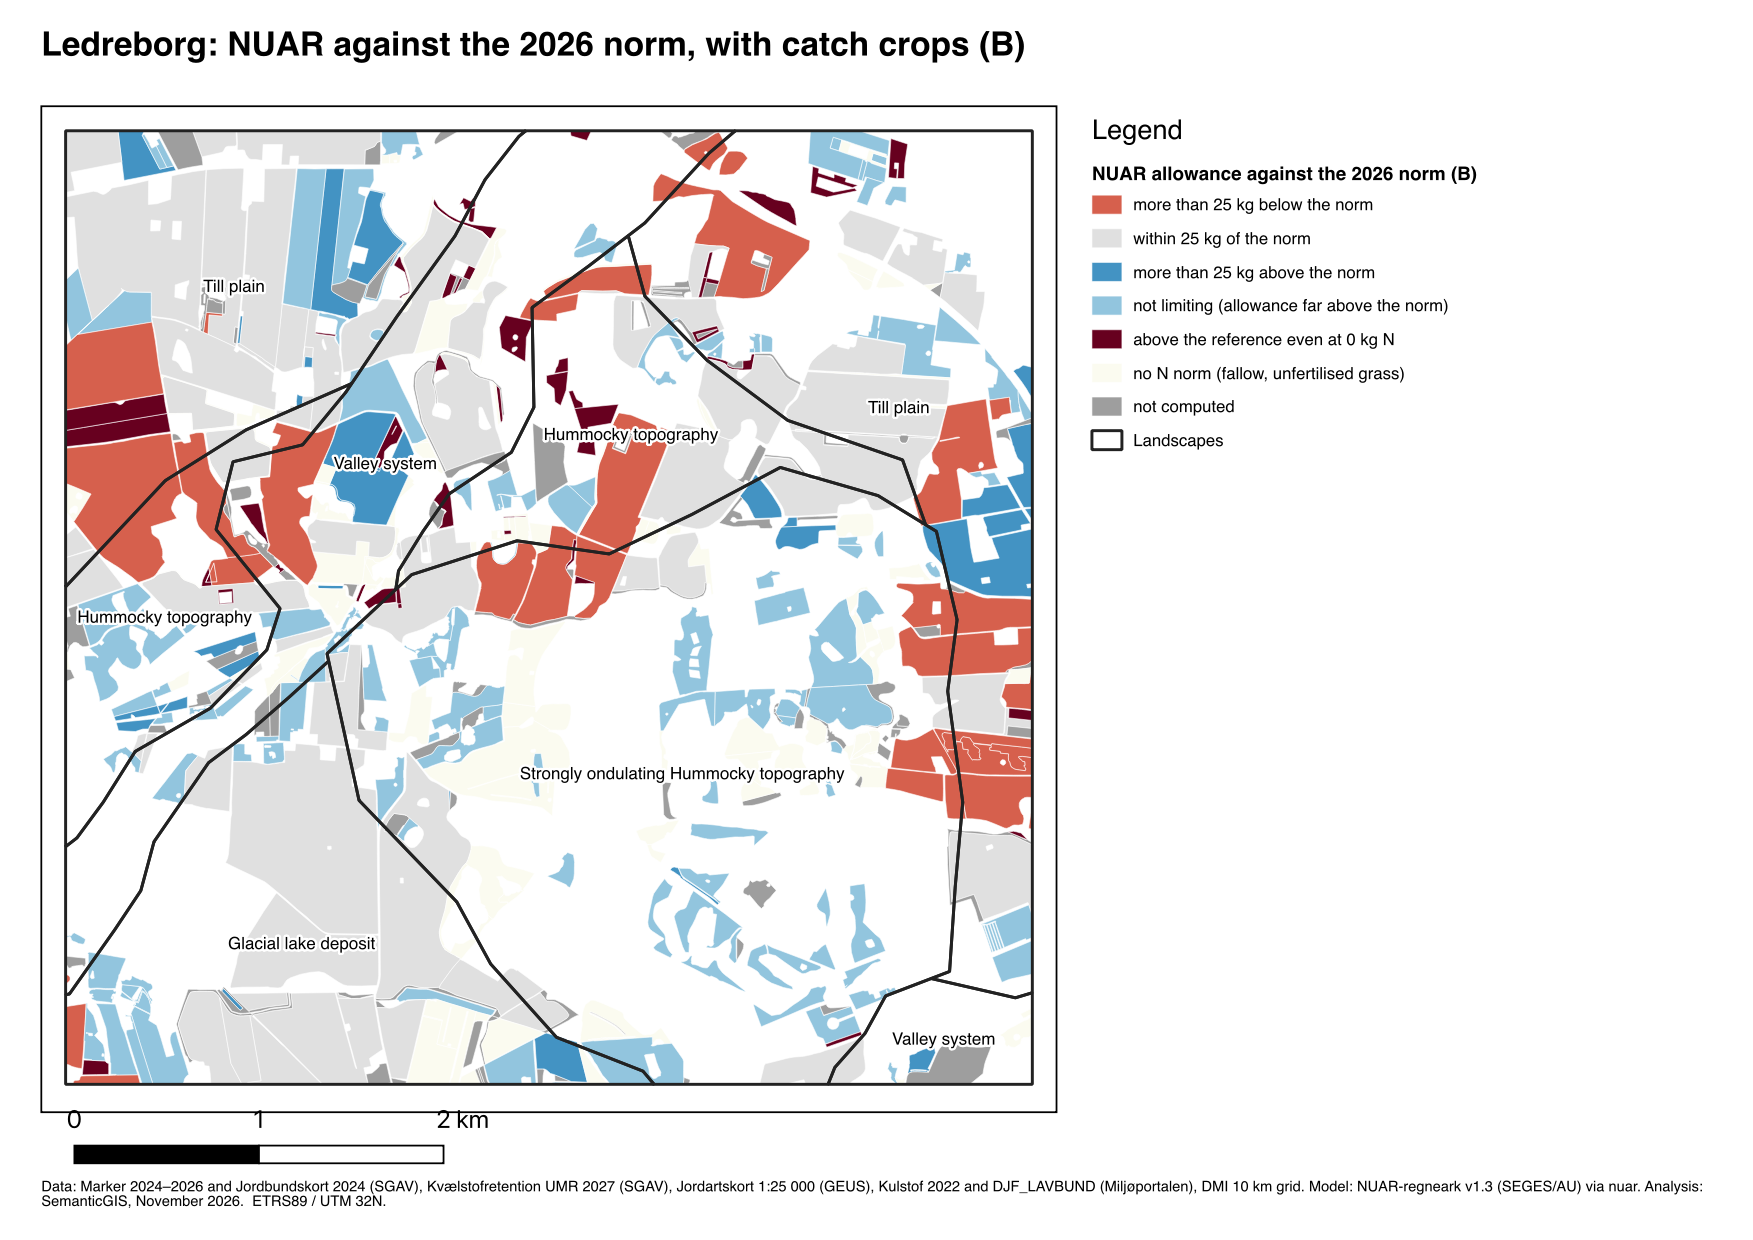 Ledreborg: NUAR against the 2026 norm, with catch crops (B)
Legend
NUAR allowance against the 2026 norm (B)
more than 25 kg below the norm
within 25 kg of the norm
more than 25 kg above the norm
not limiting (allowance far above the norm)
above the reference even at 0 kg N
no N norm (fallow, unfertilised grass)
not computed
Landscapes
Till plain
Till plain
Hummocky topography
Valley system
Hummocky topography
Strongly ondulating Hummocky topography
Glacial lake deposit
Valley system
0 1 2 km
Data: Marker 2024–2026 and Jordbundskort 2024 (SGAV), Kvælstofretention UMR 2027 (SGAV), Jordartskort 1:25 000 (GEUS), Kulstof 2022 and DJF_LAVBUND (Miljøportalen), DMI 10 km grid. Model: NUAR-regneark v1.3 (SEGES/AU) via nuar. Analysis:
SemanticGIS, November 2026.  ETRS89 / UTM 32N.